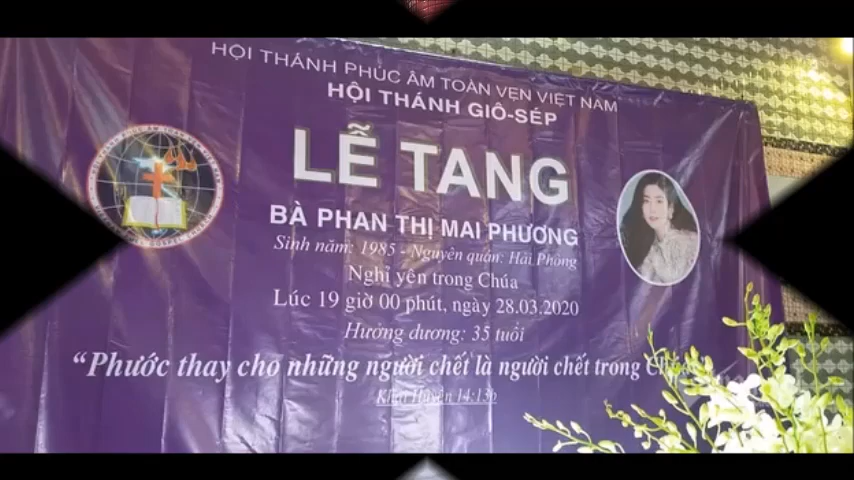 HỘI THÁNH PHÚC ÂM TOÀN VẸN VIỆT NAM
HỘI THÁNH GIÔ-SÉP
LỄ TANG
BÀ PHAN THỊ MAI PHƯƠNG
Sinh năm: 1985 - Nguyên quán: Hải Phòng
Nghỉ yên trong Chúa
Lúc 19 giờ 00 phút, ngày 28.03.2020
Hưởng dương: 35 tuổi
“Phước thay cho những người chết là người chết trong
Khải Huyền 14:13b